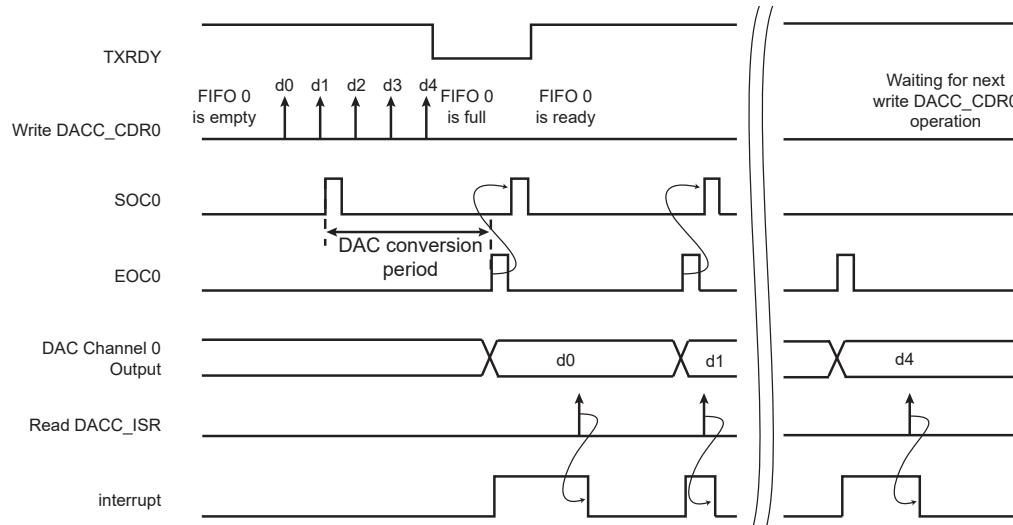 TXRDY
FIFO 0
is empty
d0
d1
d2
d3
d4
FIFO 0
is full
FIFO 0
is ready
Waiting for next
write DACC_CDR0
operation
Write DACC_CDR0
SOC0
DAC conversion
period
EOC0
DAC Channel 0
Output
d0
d1
d4
Read DACC_ISR
interrupt